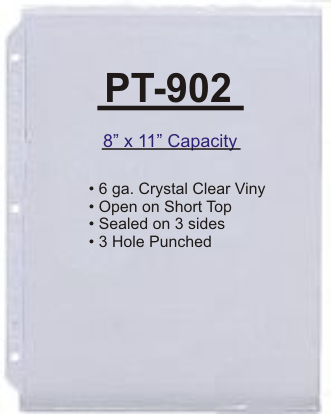 PT-902
8” x 11” Capacity
• 6 ga. Crystal Clear Viny
• Open on Short Top
• Sealed on 3 sides
• 3 Hole Punched